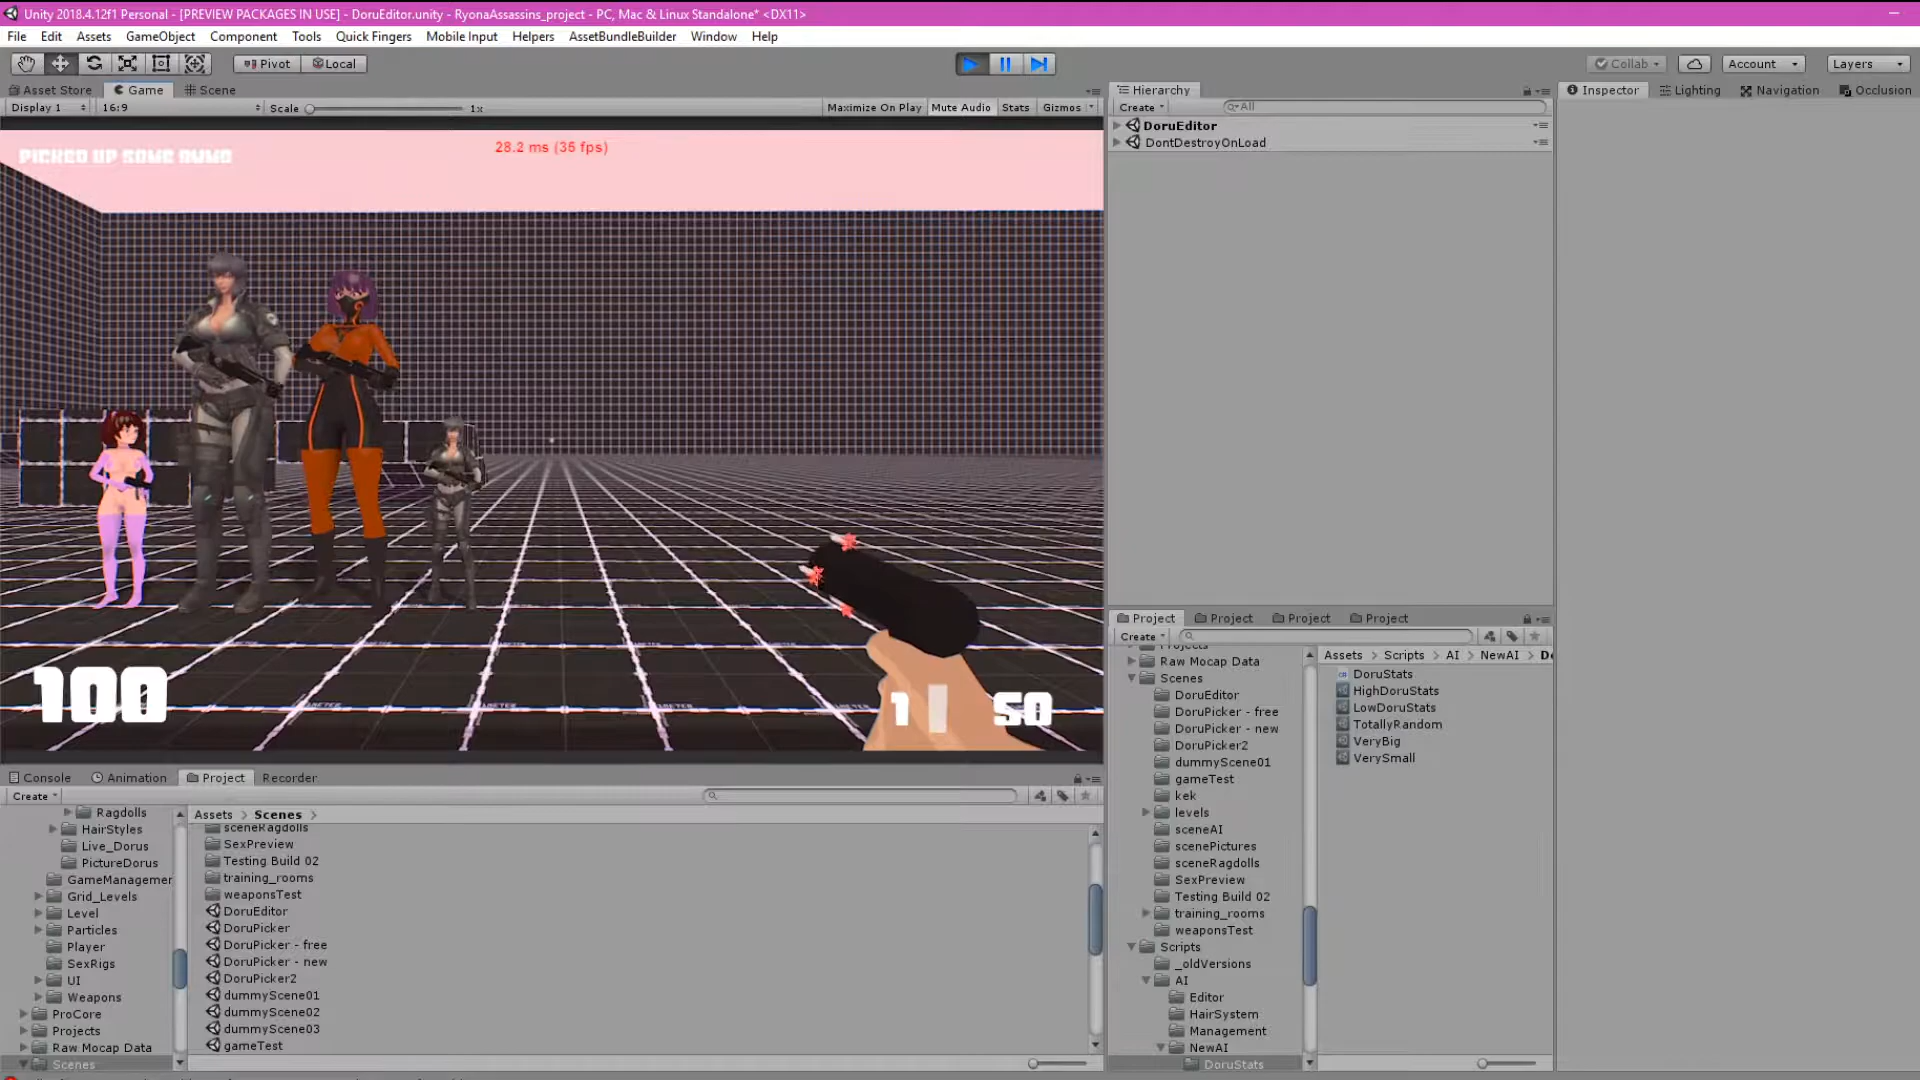 Unity 2018.4.12f1 Personal - [PREVIEW PACKAGES IN USE] - DoruEditor.unity - RyonaAssassins_project - PC, Mac & Linux Standalone* <DX11>
File Edit Assets GameObject Component Tools Quick Fingers Mobile Input Helpers AssetBundleBuilder Window Help
Pivot Local Collab Account Layers
Asset Store Game Scene
Display 1 16:9 Scale 1x Maximize On Play Mute Audio Stats Gizmos
PICKED UP SOME AMMO
28.2 ms (35 fps)
100
1 50
Hierarchy
Create All
DoruEditor
DontDestroyOnLoad
Inspector Lighting Navigation Occlusion
Console Animation Project Recorder
Create
Ragdolls
HairStyles
Live_Dorus
PictureDorus
GameManagemer
Grid_Levels
Level
Particles
Player
SexRigs
UI
Weapons
ProCore
Projects
Raw Mocap Data
Scenes
Assets > Scenes >
sceneRagdolls
SexPreview
Testing Build 02
training_rooms
weaponsTest
DoruEditor
DoruPicker
DoruPicker - free
DoruPicker - new
DoruPicker2
dummyScene01
dummyScene02
dummyScene03
gameTest
Project Project Project Project
Create
Projects
Raw Mocap Data
Scenes
DoruEditor
DoruPicker - free
DoruPicker - new
DoruPicker2
dummyScene01
gameTest
kek
levels
sceneAI
scenePictures
sceneRagdolls
SexPreview
Testing Build 02
training_rooms
weaponsTest
Scripts
_oldVersions
AI
Editor
HairSystem
Management
NewAI
DoruStats
Assets > Scripts > AI > NewAI > D
DoruStats
HighDoruStats
LowDoruStats
TotallyRandom
VeryBig
VerySmall